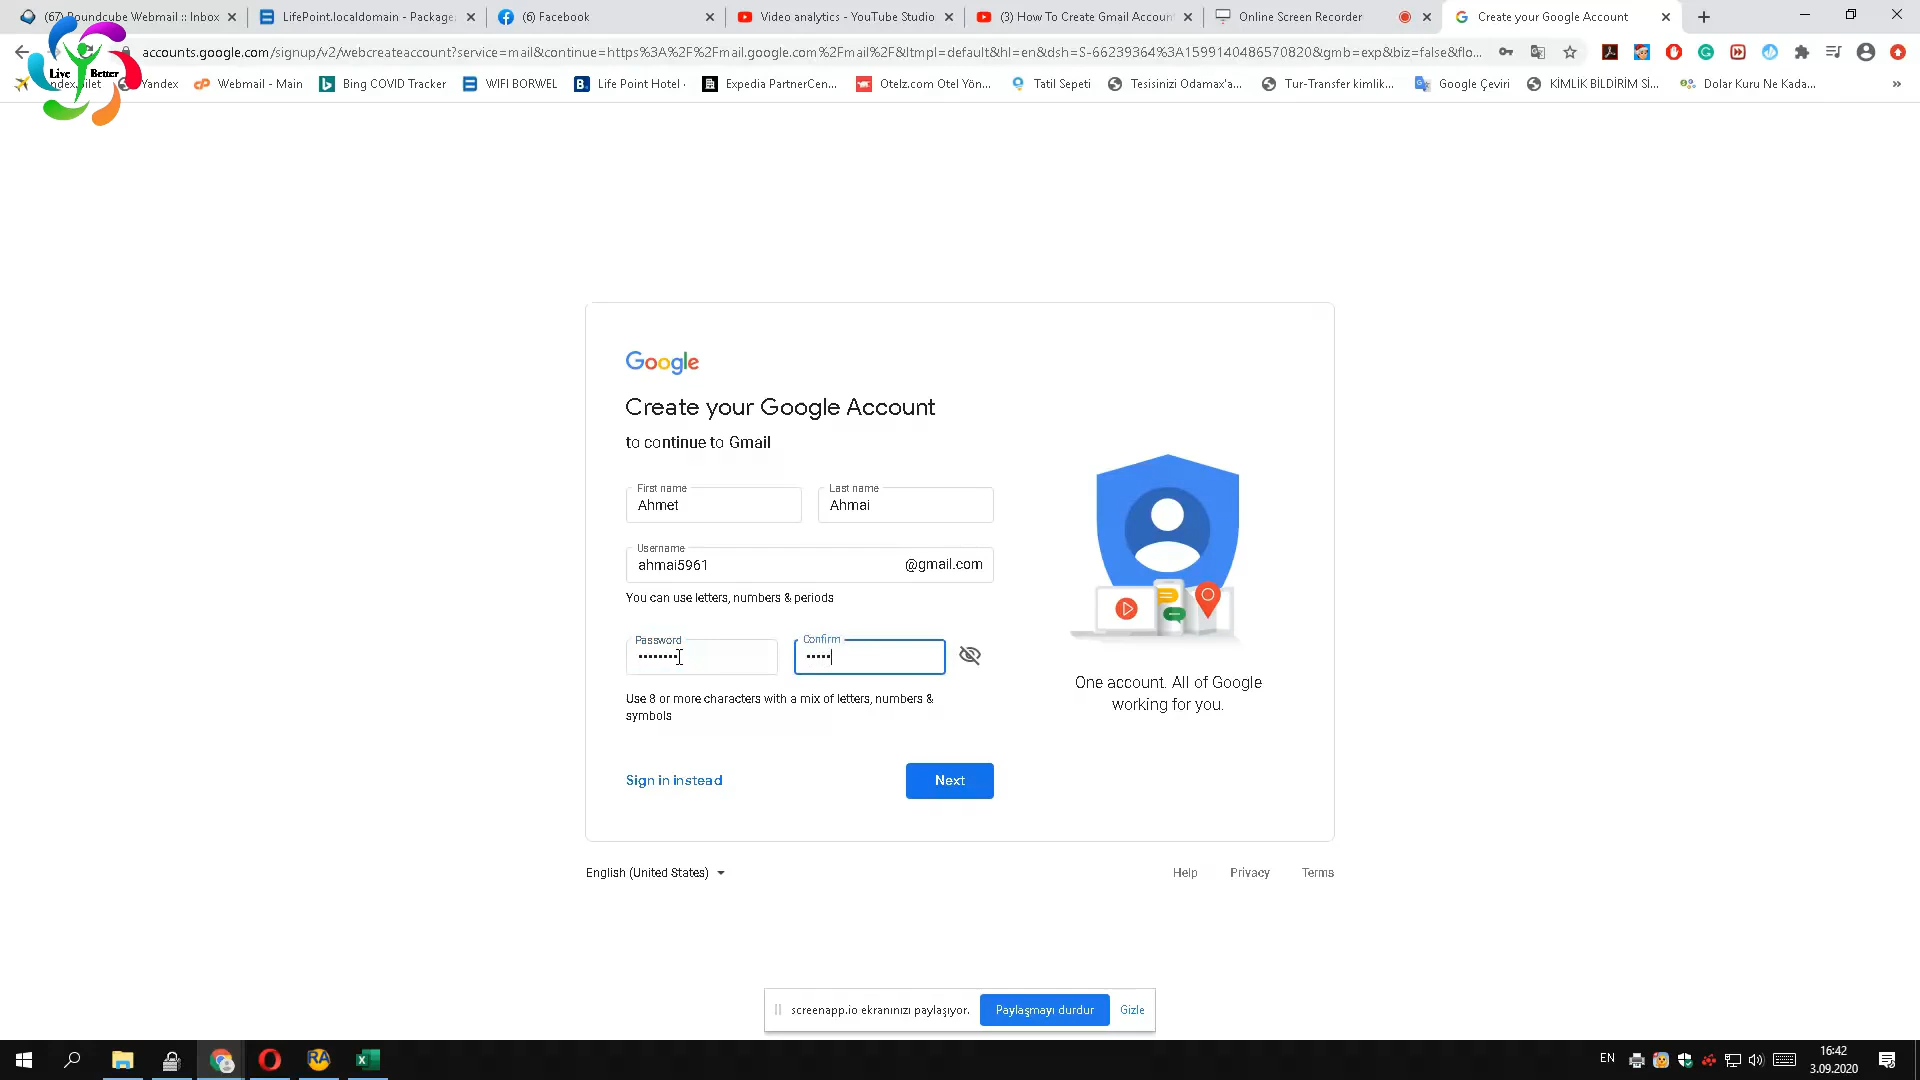 (67) Roundcube Webmail :: Inbox
LifePoint.localdomain - Package
(6) Facebook
Video analytics - YouTube Studio
(3) How To Create Gmail Accoun
Online Screen Recorder
Create your Google Account
accounts.google.com/signup/v2/webcreateaccount?service=mail&continue=https%3A%2F%2Fmail.google.com%2Fmail%2F&ltmpl=default&hl=en&dsh=S-66239364%3A1599140486570820&gmb=exp&biz=false&flo...
Live Better
Yandex
Webmail - Main
Bing COVID Tracker
WIFI BORWEL
Life Point Hotel ·
Expedia PartnerCen...
Otelz.com Otel Yön...
Tatil Sepeti
Tesisinizi Odamax'a...
Tur-Transfer kimlik...
Google Çeviri
KİMLİK BİLDİRİM Sİ...
Dolar Kuru Ne Kada...
»
Google
Create your Google Account
to continue to Gmail
First name
Ahmet
Last name
Ahmai
Username
ahmai5961
@gmail.com
You can use letters, numbers & periods
Password
••••••••
Confirm
•••••
Use 8 or more characters with a mix of letters, numbers &
symbols
Sign in instead
Next
One account. All of Google
working for you.
English (United States)
Help
Privacy
Terms
screenapp.io ekranınızı paylaşıyor.
Paylaşmayı durdur
Gizle
RA
EN
16:42
3.09.2020